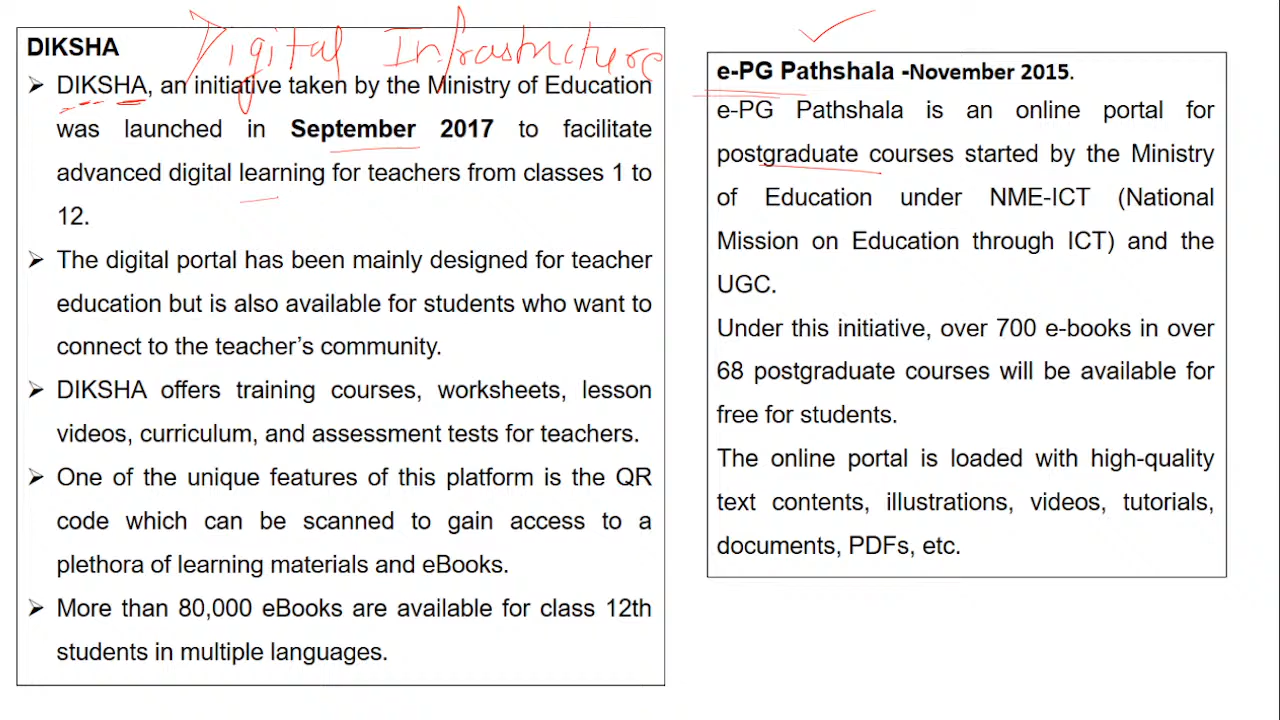 Digital Infrastructure
DIKSHA
➢ DIKSHA, an initiative taken by the Ministry of Education
was launched in September 2017 to facilitate
advanced digital learning for teachers from classes 1 to
12.
➢ The digital portal has been mainly designed for teacher
education but is also available for students who want to
connect to the teacher’s community.
➢ DIKSHA offers training courses, worksheets, lesson
videos, curriculum, and assessment tests for teachers.
➢ One of the unique features of this platform is the QR
code which can be scanned to gain access to a
plethora of learning materials and eBooks.
➢ More than 80,000 eBooks are available for class 12th
students in multiple languages.
e-PG Pathshala -November 2015.
e-PG Pathshala is an online portal for
postgraduate courses started by the Ministry
of Education under NME-ICT (National
Mission on Education through ICT) and the
UGC.
Under this initiative, over 700 e-books in over
68 postgraduate courses will be available for
free for students.
The online portal is loaded with high-quality
text contents, illustrations, videos, tutorials,
documents, PDFs, etc.